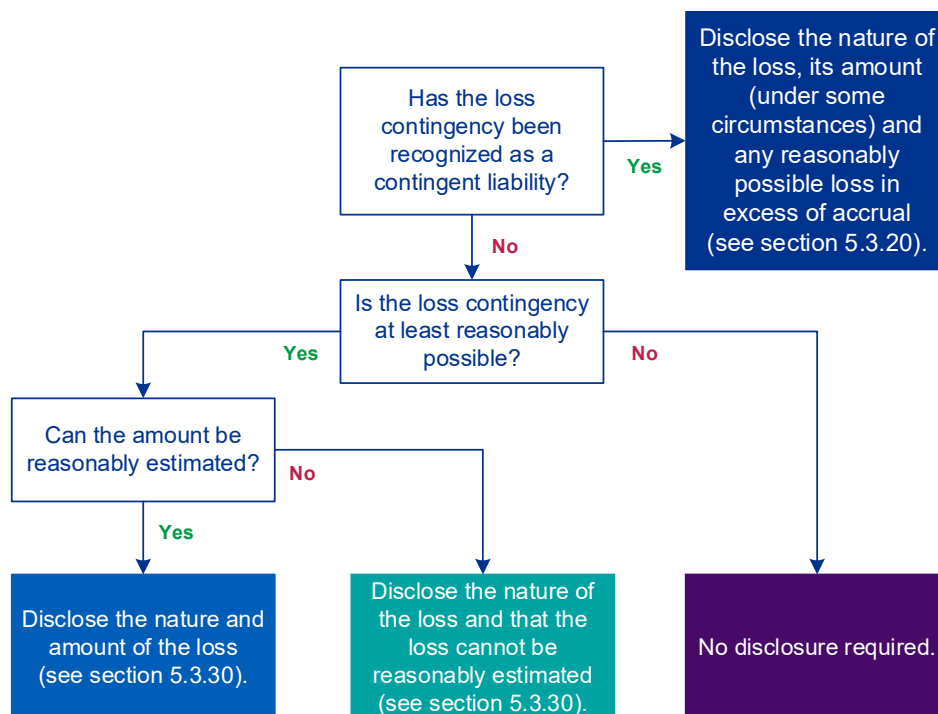 Has the loss
contingency been
recognized as a
contingent liability?
Yes
Disclose the nature of
the loss, its amount
(under some
circumstances) and
any reasonably
possible loss in
excess of accrual
(see section 5.3.20).
No
Is the loss contingency
at least reasonably
possible?
Yes
No
Can the amount be
reasonably estimated?
No
Yes
Disclose the nature and
amount of the loss
(see section 5.3.30).
Disclose the nature of
the loss and that the
loss cannot be
reasonably estimated
(see section 5.3.30).
No disclosure required.